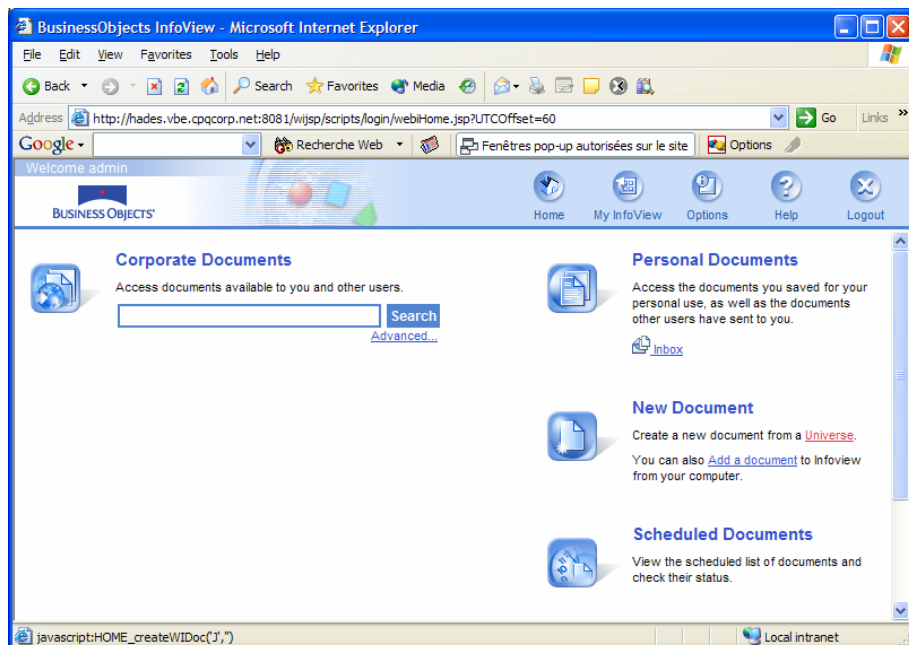 BusinessObjects InfoView - Microsoft Internet Explorer
File Edit View Favorites Tools Help
Back Search Favorites Media
Address http://hades.vbe.cpqcorp.net:8081/wijsp/scripts/login/webiHome.jsp?UTCOffset=60 Go Links »
Google Recherche Web Fenêtres pop-up autorisées sur le site Options
Welcome admin
BUSINESS OBJECTS
Home My InfoView Options Help Logout
Corporate Documents
Access documents available to you and other users.
Search
Advanced...
Personal Documents
Access the documents you saved for your
personal use, as well as the documents
other users have sent to you.
Inbox
New Document
Create a new document from a Universe.
You can also Add a document to Infoview
from your computer.
Scheduled Documents
View the scheduled list of documents and
check their status.
javascript:HOME_createWIDoc('J','') Local intranet